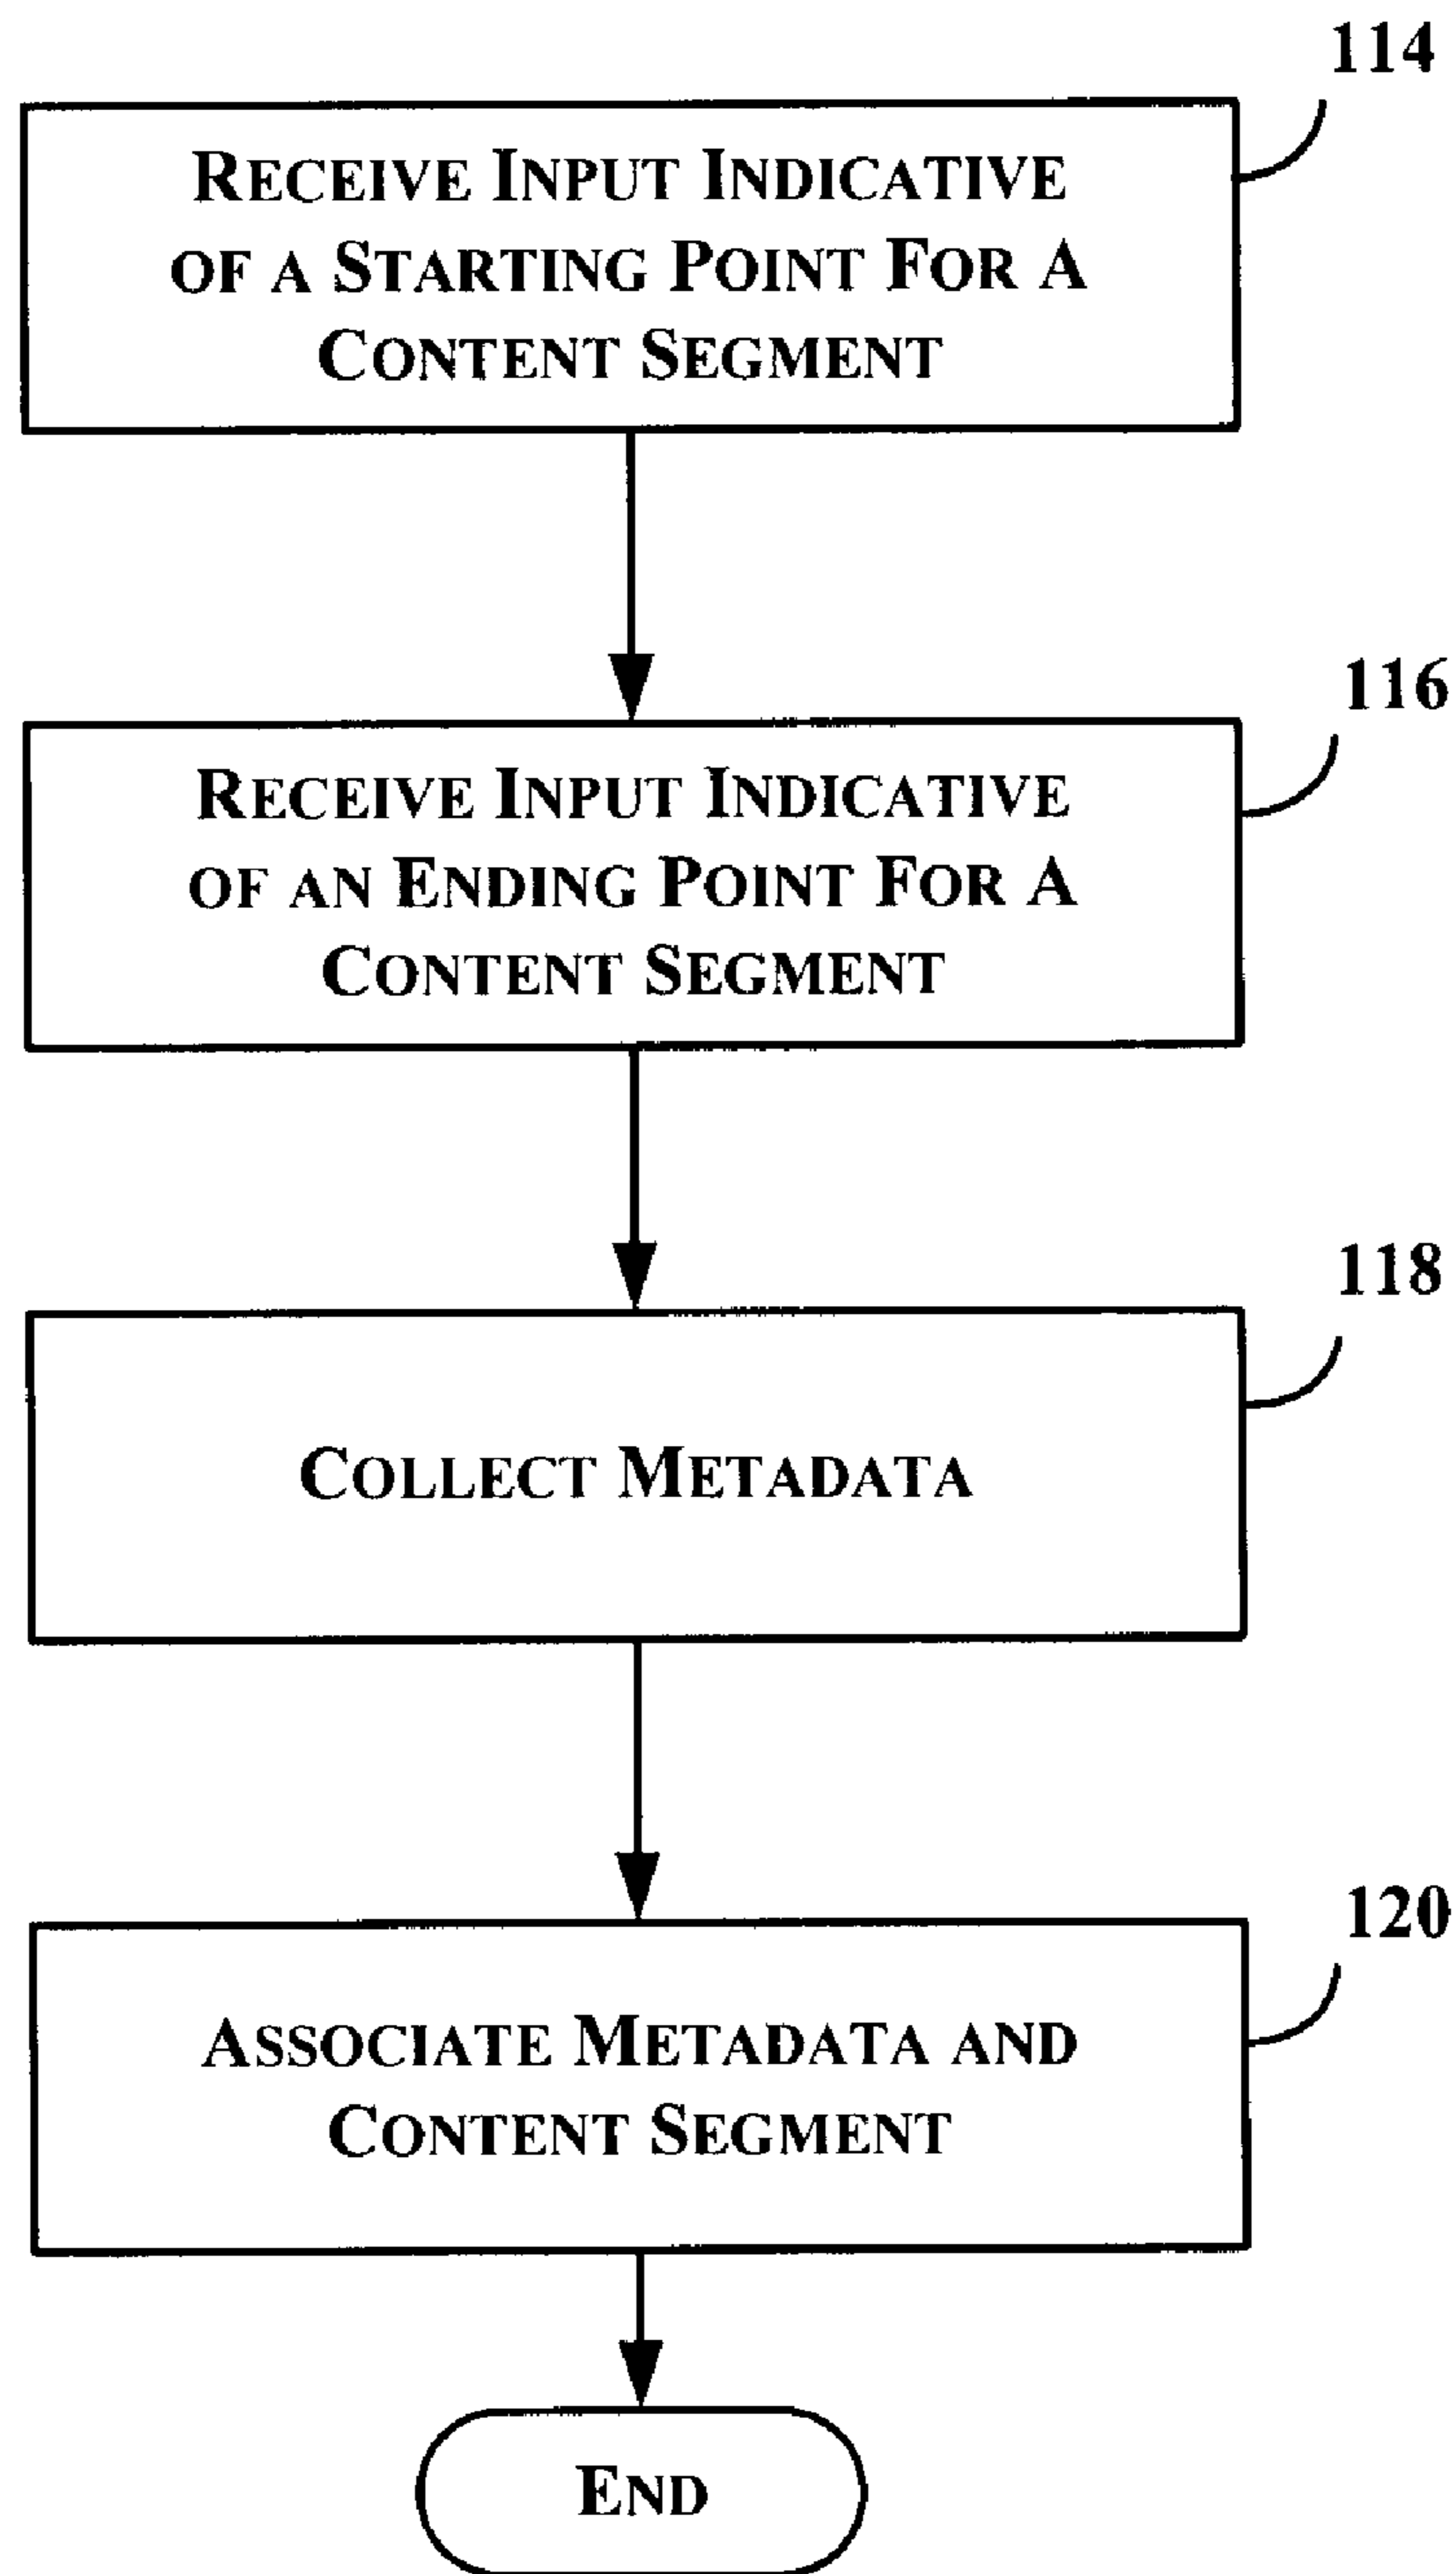 114
RECEIVE INPUT INDICATIVE
OF A STARTING POINT FOR A
CONTENT SEGMENT
116
RECEIVE INPUT INDICATIVE
OF AN ENDING POINT FOR A
CONTENT SEGMENT
118
COLLECT METADATA
120
ASSOCIATE METADATA AND
CONTENT SEGMENT
END